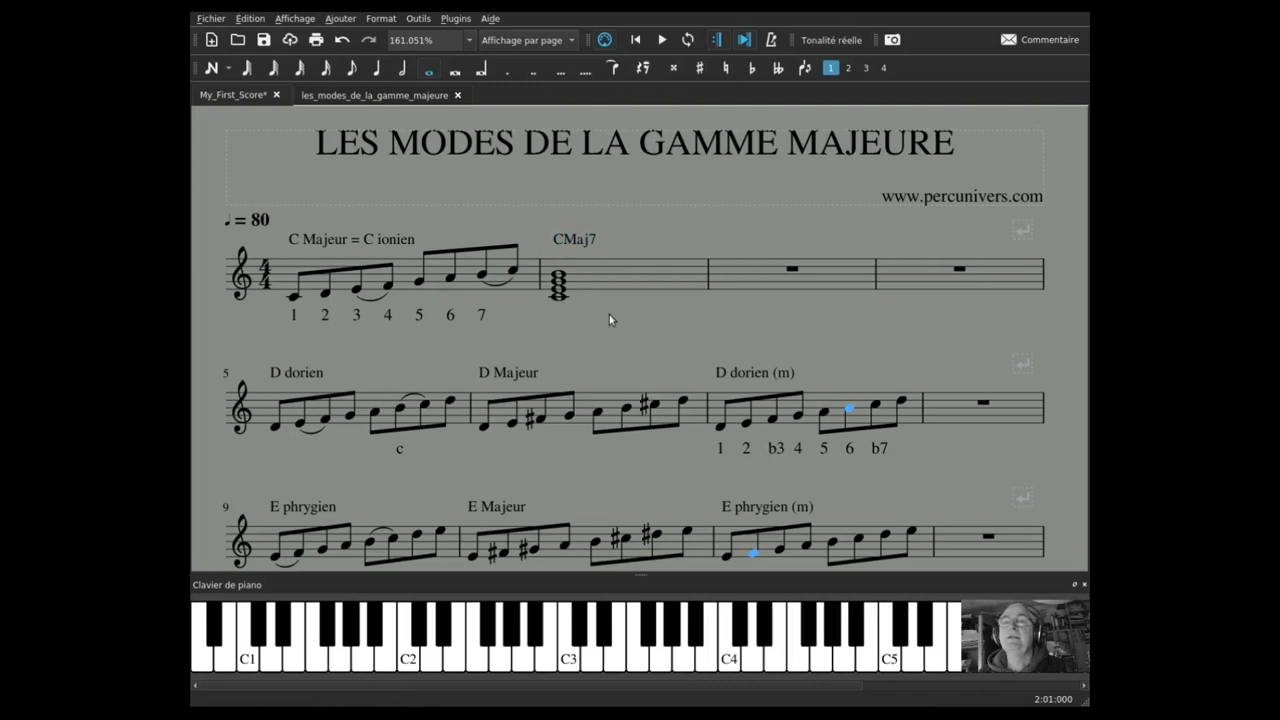 Fichier Édition Affichage Ajouter Format Outils Plugins Aide
161.051% Affichage par page Tonalité réelle Commentaire
1 2 3 4
My_First_Score* les_modes_de_la_gamme_majeure
LES MODES DE LA GAMME MAJEURE
www.percunivers.com
= 80
C Majeur = C ionien CMaj7
4
4
1 2 3 4 5 6 7
5 D dorien D Majeur D dorien (m)
c 1 2 b3 4 5 6 b7
9 E phrygien E Majeur E phrygien (m)
Clavier de piano
C1 C2 C3 C4 C5
2:01:000